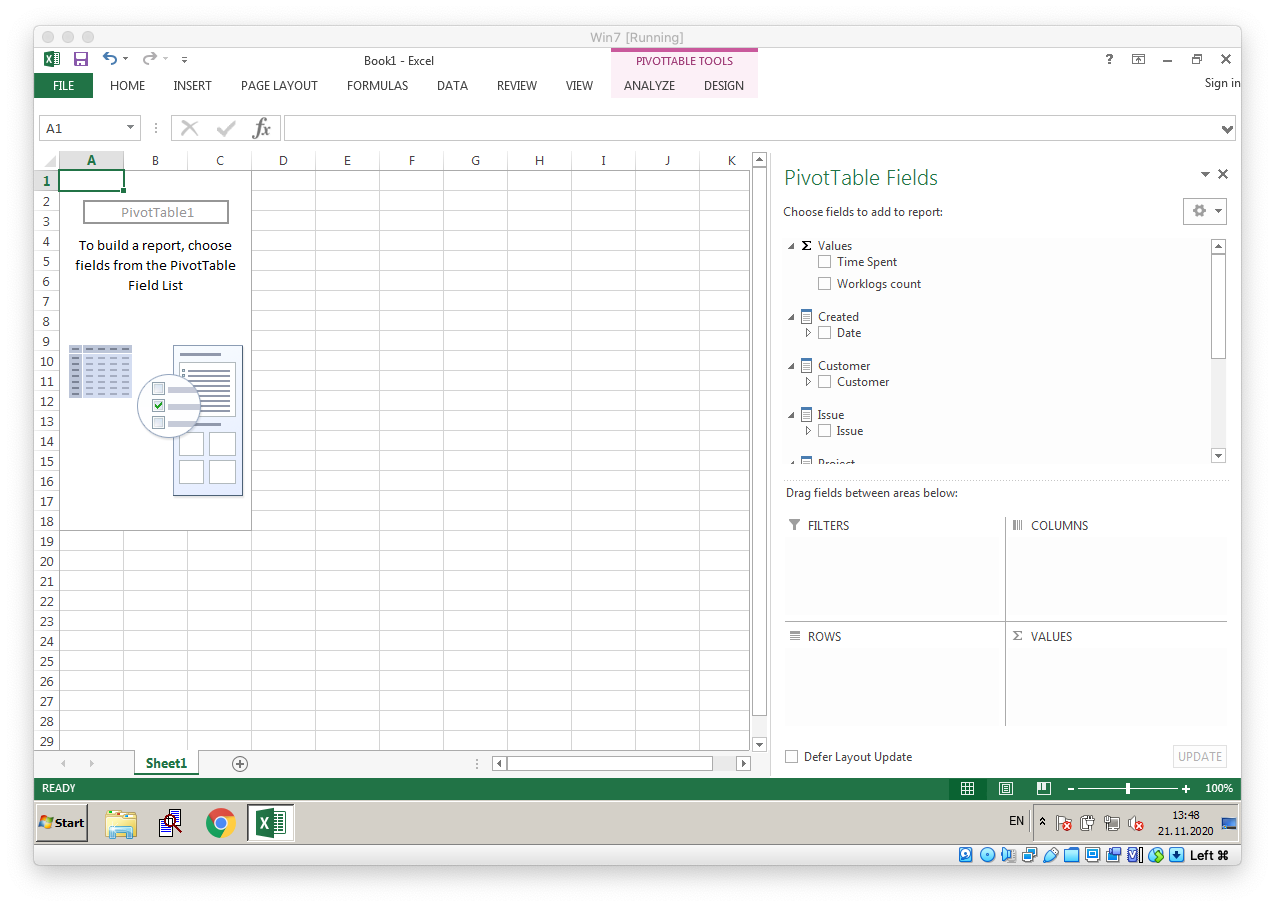 Win7 [Running]
Book1 - Excel
PIVOTTABLE TOOLS
?
FILE HOME INSERT PAGE LAYOUT FORMULAS DATA REVIEW VIEW ANALYZE DESIGN
Sign in
A1 fx
A B C D E F G H I J K
1
2
3
4
5
6
7
8
9
10
11
12
13
14
15
16
17
18
19
20
21
22
23
24
25
26
27
28
29
PivotTable1
To build a report, choose
fields from the PivotTable
Field List
PivotTable Fields
Choose fields to add to report:
Σ Values
Time Spent
Worklogs count
Created
Date
Customer
Customer
Issue
Issue
Project
Drag fields between areas below:
FILTERS
COLUMNS
ROWS
Σ VALUES
Defer Layout Update
UPDATE
Sheet1
READY
100%
Start
EN
13:48
21.11.2020
Left ⌘